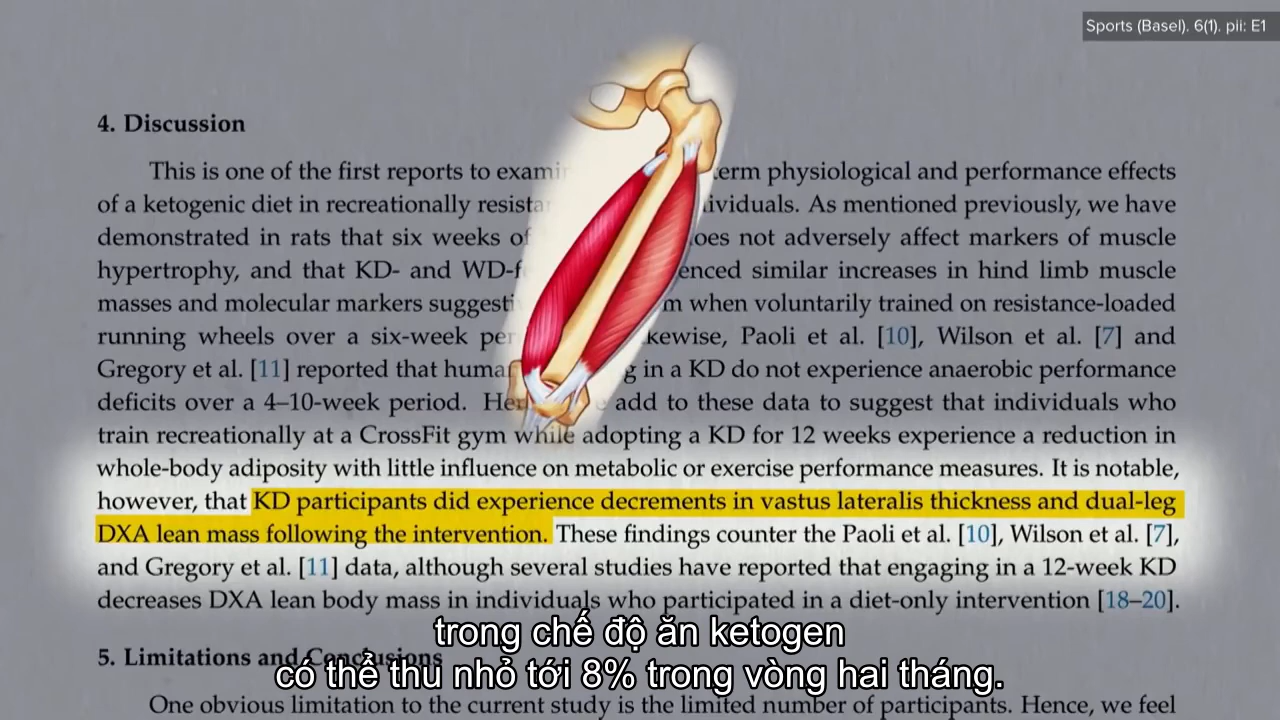 Sports (Basel). 6(1). pii: E1
4. Discussion
This is one of the first reports to exami term physiological and performance effects
of a ketogenic diet in recreationally resista ividuals. As mentioned previously, we have
demonstrated in rats that six weeks of oes not adversely affect markers of muscle
hypertrophy, and that KD- and WD-f enced similar increases in hind limb muscle
masses and molecular markers suggesti m when voluntarily trained on resistance-loaded
running wheels over a six-week per kewise, Paoli et al. [10], Wilson et al. [7] and
Gregory et al. [11] reported that huma g in a KD do not experience anaerobic performance
deficits over a 4–10-week period. Her e add to these data to suggest that individuals who
train recreationally at a CrossFit gym while adopting a KD for 12 weeks experience a reduction in
whole-body adiposity with little influence on metabolic or exercise performance measures. It is notable,
however, that KD participants did experience decrements in vastus lateralis thickness and dual-leg
DXA lean mass following the intervention. These findings counter the Paoli et al. [10], Wilson et al. [7],
and Gregory et al. [11] data, although several studies have reported that engaging in a 12-week KD
decreases DXA lean body mass in individuals who participated in a diet-only intervention [18–20].
trong chế độ ăn ketogen
5. Limitations and Conclusions
có thể thu nhỏ tới 8% trong vòng hai tháng.
One obvious limitation to the current study is the limited number of participants. Hence, we feel